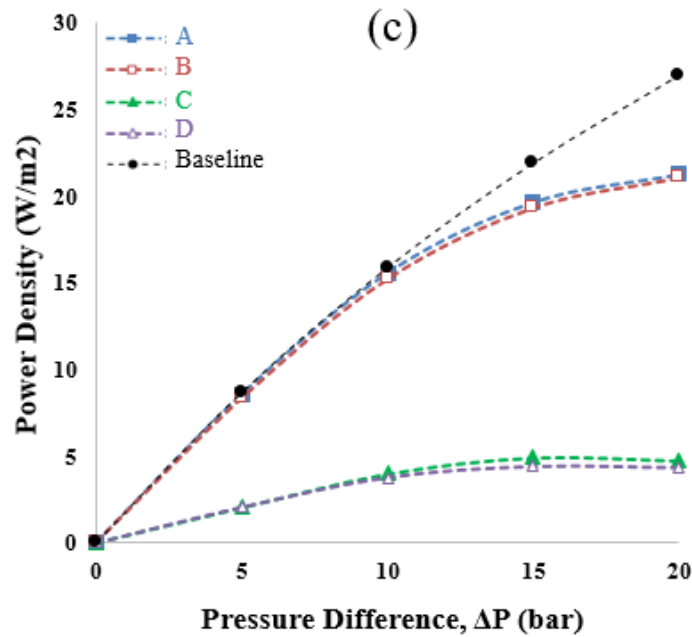 (c)
30
25
20
15
10
5
0
A
B
C
D
Baseline
Power Density (W/m2)
0 5 10 15 20
Pressure Difference, ΔP (bar)